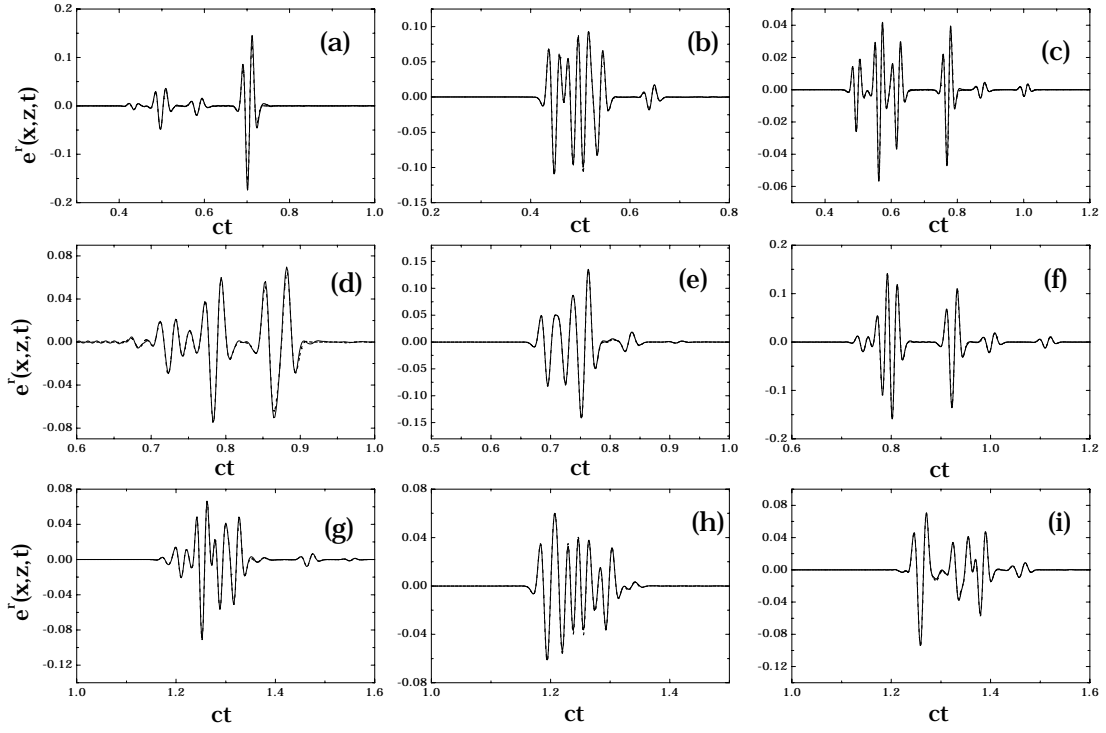 0.2
0.1
0.0
-0.1
-0.2
0.4 0.6 0.8 1.0
e^r(x,z,t)
ct
(a)
0.10
0.05
0.00
-0.05
-0.10
-0.15
0.2 0.4 0.6 0.8
ct
(b)
0.04
0.02
0.00
-0.02
-0.04
-0.06
0.4 0.6 0.8 1.0 1.2
ct
(c)
0.08
0.04
0.00
-0.04
-0.08
0.6 0.7 0.8 0.9 1.0
e^r(x,z,t)
ct
(d)
0.15
0.10
0.05
0.00
-0.05
-0.10
-0.15
0.5 0.6 0.7 0.8 0.9 1.0
ct
(e)
0.2
0.1
0.0
-0.1
-0.2
0.6 0.8 1.0 1.2
ct
(f)
0.08
0.04
0.00
-0.04
-0.08
-0.12
1.0 1.2 1.4 1.6
e^r(x,z,t)
ct
(g)
0.08
0.04
0.00
-0.04
-0.08
1.0 1.2 1.4
ct
(h)
0.08
0.04
0.00
-0.04
-0.08
-0.12
1.0 1.2 1.4 1.6
ct
(i)